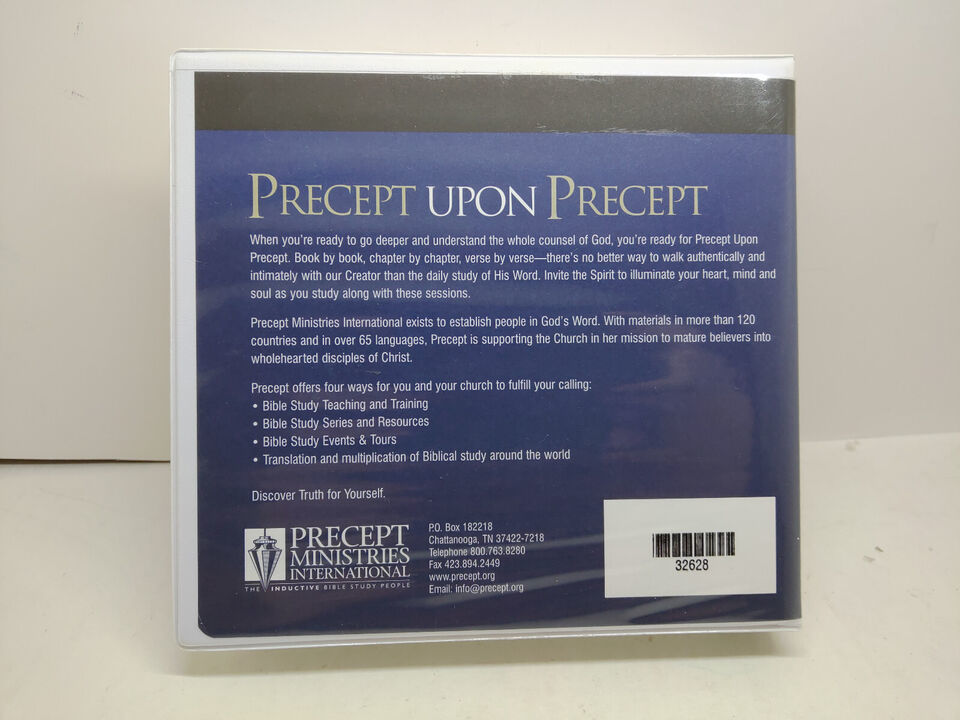 PRECEPT UPON PRECEPT
When you're ready to go deeper and understand the whole counsel of God, you're ready for Precept Upon
Precept. Book by book, chapter by chapter, verse by verse—there's no better way to walk authentically and
intimately with our Creator than the daily study of His Word. Invite the Spirit to illuminate your heart, mind and
soul as you study along with these sessions.
Precept Ministries International exists to establish people in God's Word. With materials in more than 120
countries and in over 65 languages, Precept is supporting the Church in her mission to mature believers into
wholehearted disciples of Christ.
Precept offers four ways for you and your church to fulfill your calling:
• Bible Study Teaching and Training
• Bible Study Series and Resources
• Bible Study Events & Tours
• Translation and multiplication of Biblical study around the world
Discover Truth for Yourself.
PRECEPT
MINISTRIES
INTERNATIONAL
THE INDUCTIVE BIBLE STUDY PEOPLE
P.O. Box 182218
Chattanooga, TN 37422-7218
Telephone 800.763.8280
Fax 423.894.2449
www.precept.org
Email: info@precept.org
32628